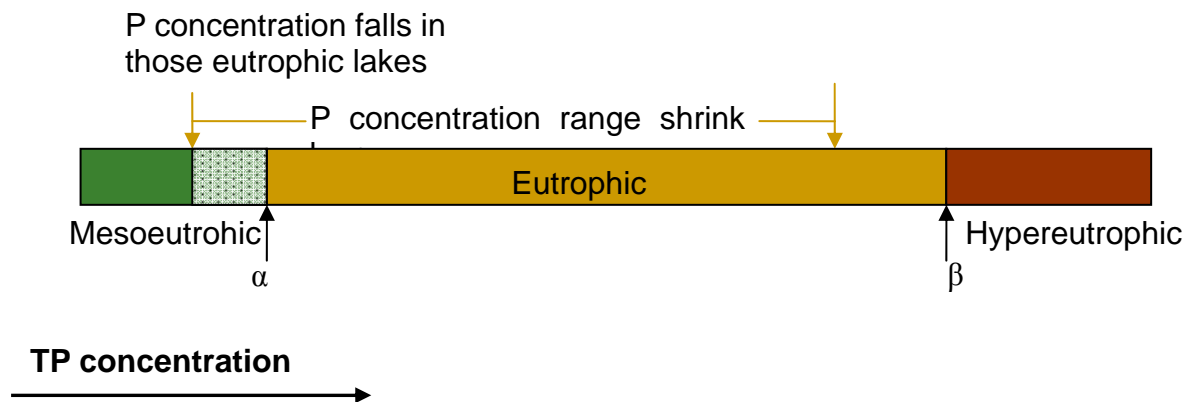 P concentration falls in
those eutrophic lakes
P concentration range shrink
Eutrophic
Mesoeutrohic
Hypereutrophic
α
β
TP concentration